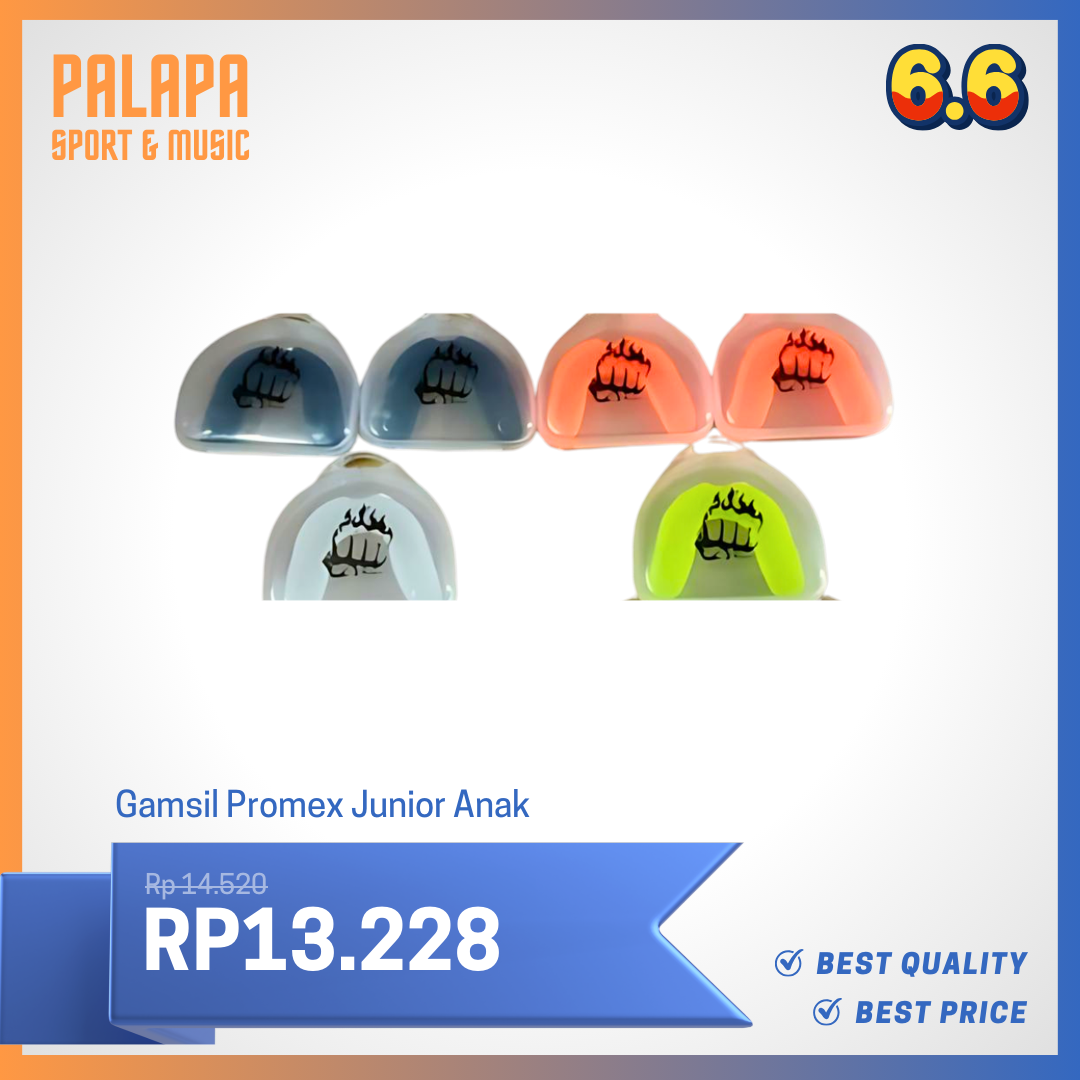 PALAPA
SPORT & MUSIC
6.6
Gamsil Promex Junior Anak
Rp 14.520
RP13.228
BEST QUALITY
BEST PRICE